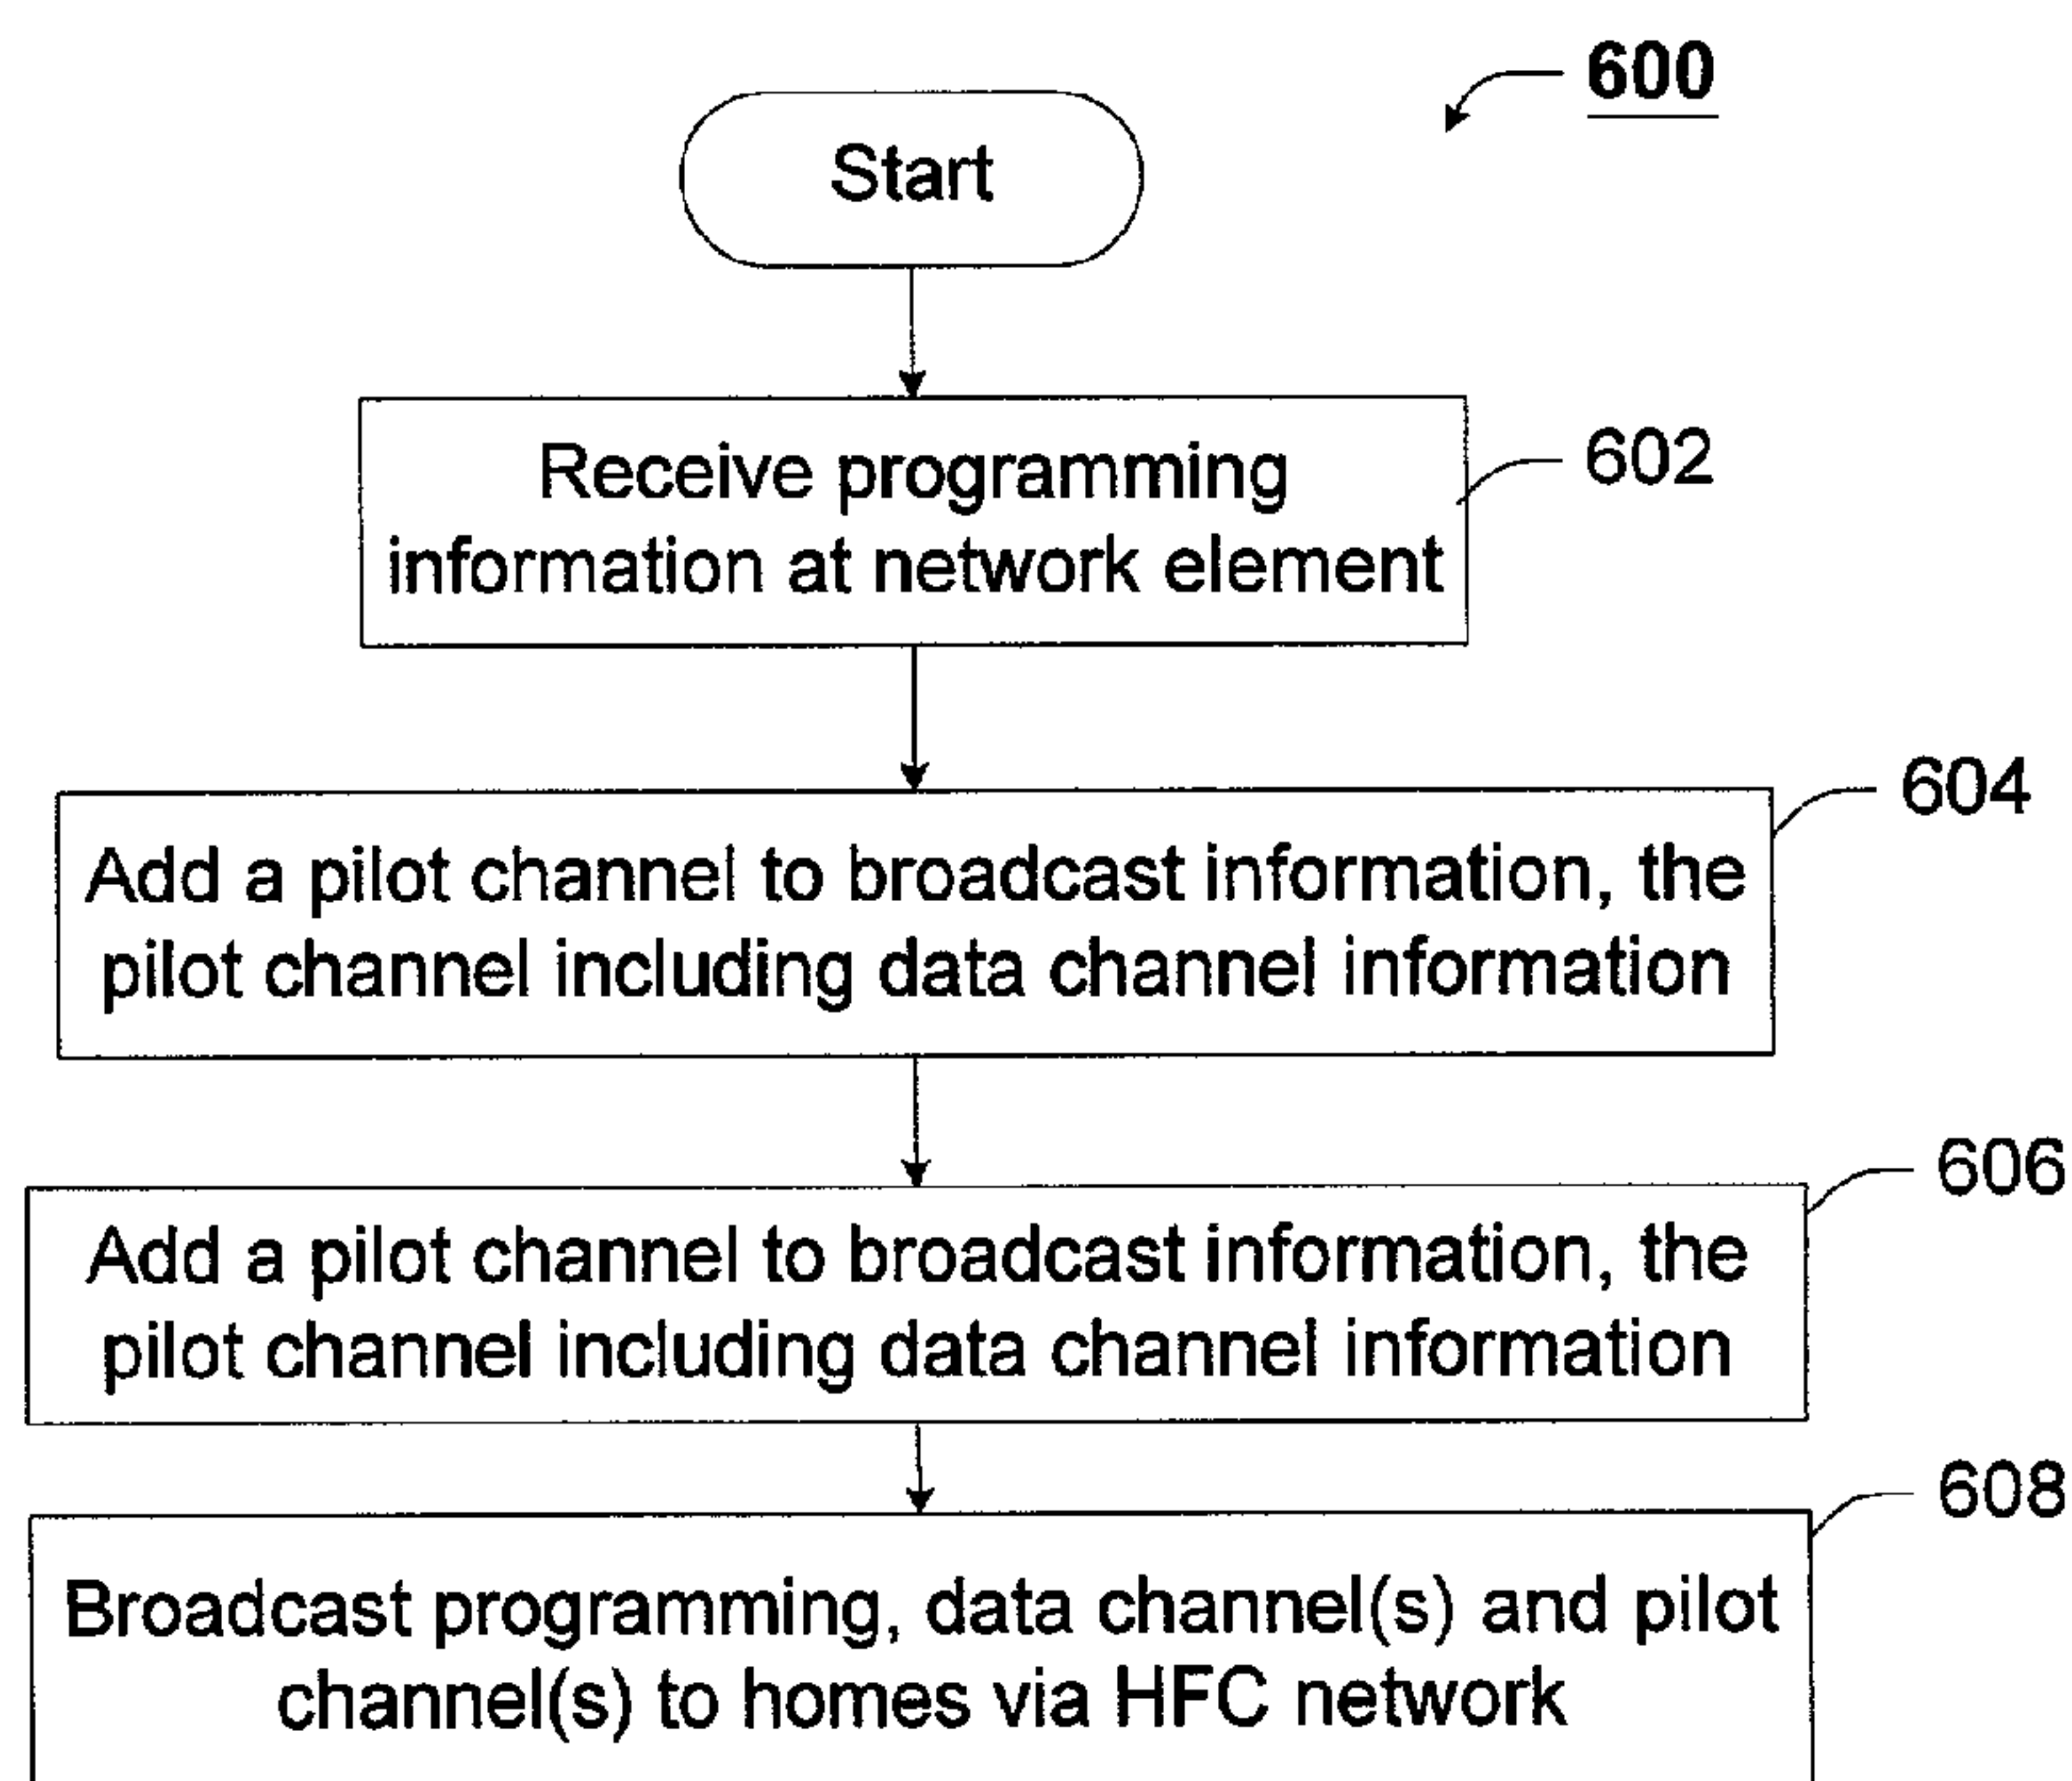 600
Start
Receive programming
information at network element
602
604
Add a pilot channel to broadcast information, the
pilot channel including data channel information
606
Add a pilot channel to broadcast information, the
pilot channel including data channel information
608
Broadcast programming, data channel(s) and pilot
channel(s) to homes via HFC network